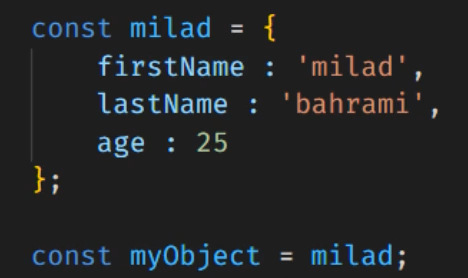 const milad = {
    firstName : 'milad',
    lastName : 'bahrami',
    age : 25
};

const myObject = milad;